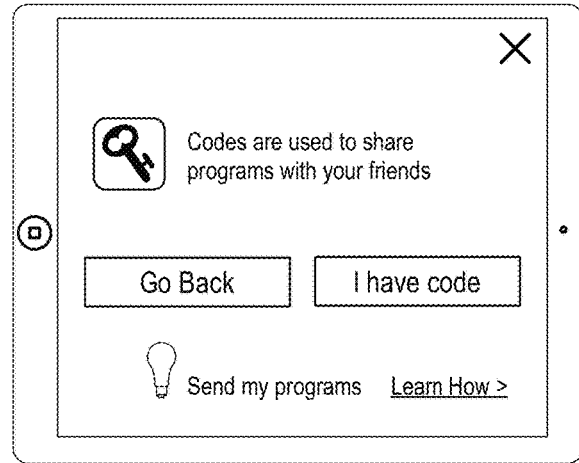 Codes are used to share
programs with your friends
Go Back
I have code
Send my programs
Learn How >